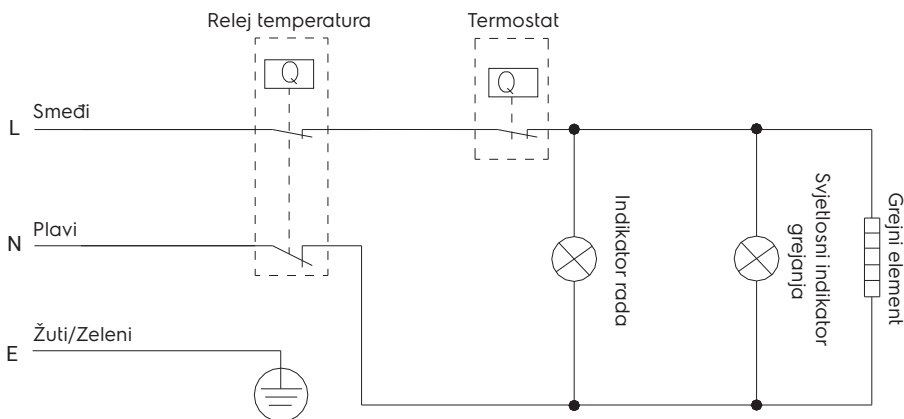 Relej temperatura
Termostat
Q
Q
L
Smeđi
N
Plavi
E
Žuti/Zeleni
Indikator rada
Svjetlosni indikator
grejanja
Grejni element